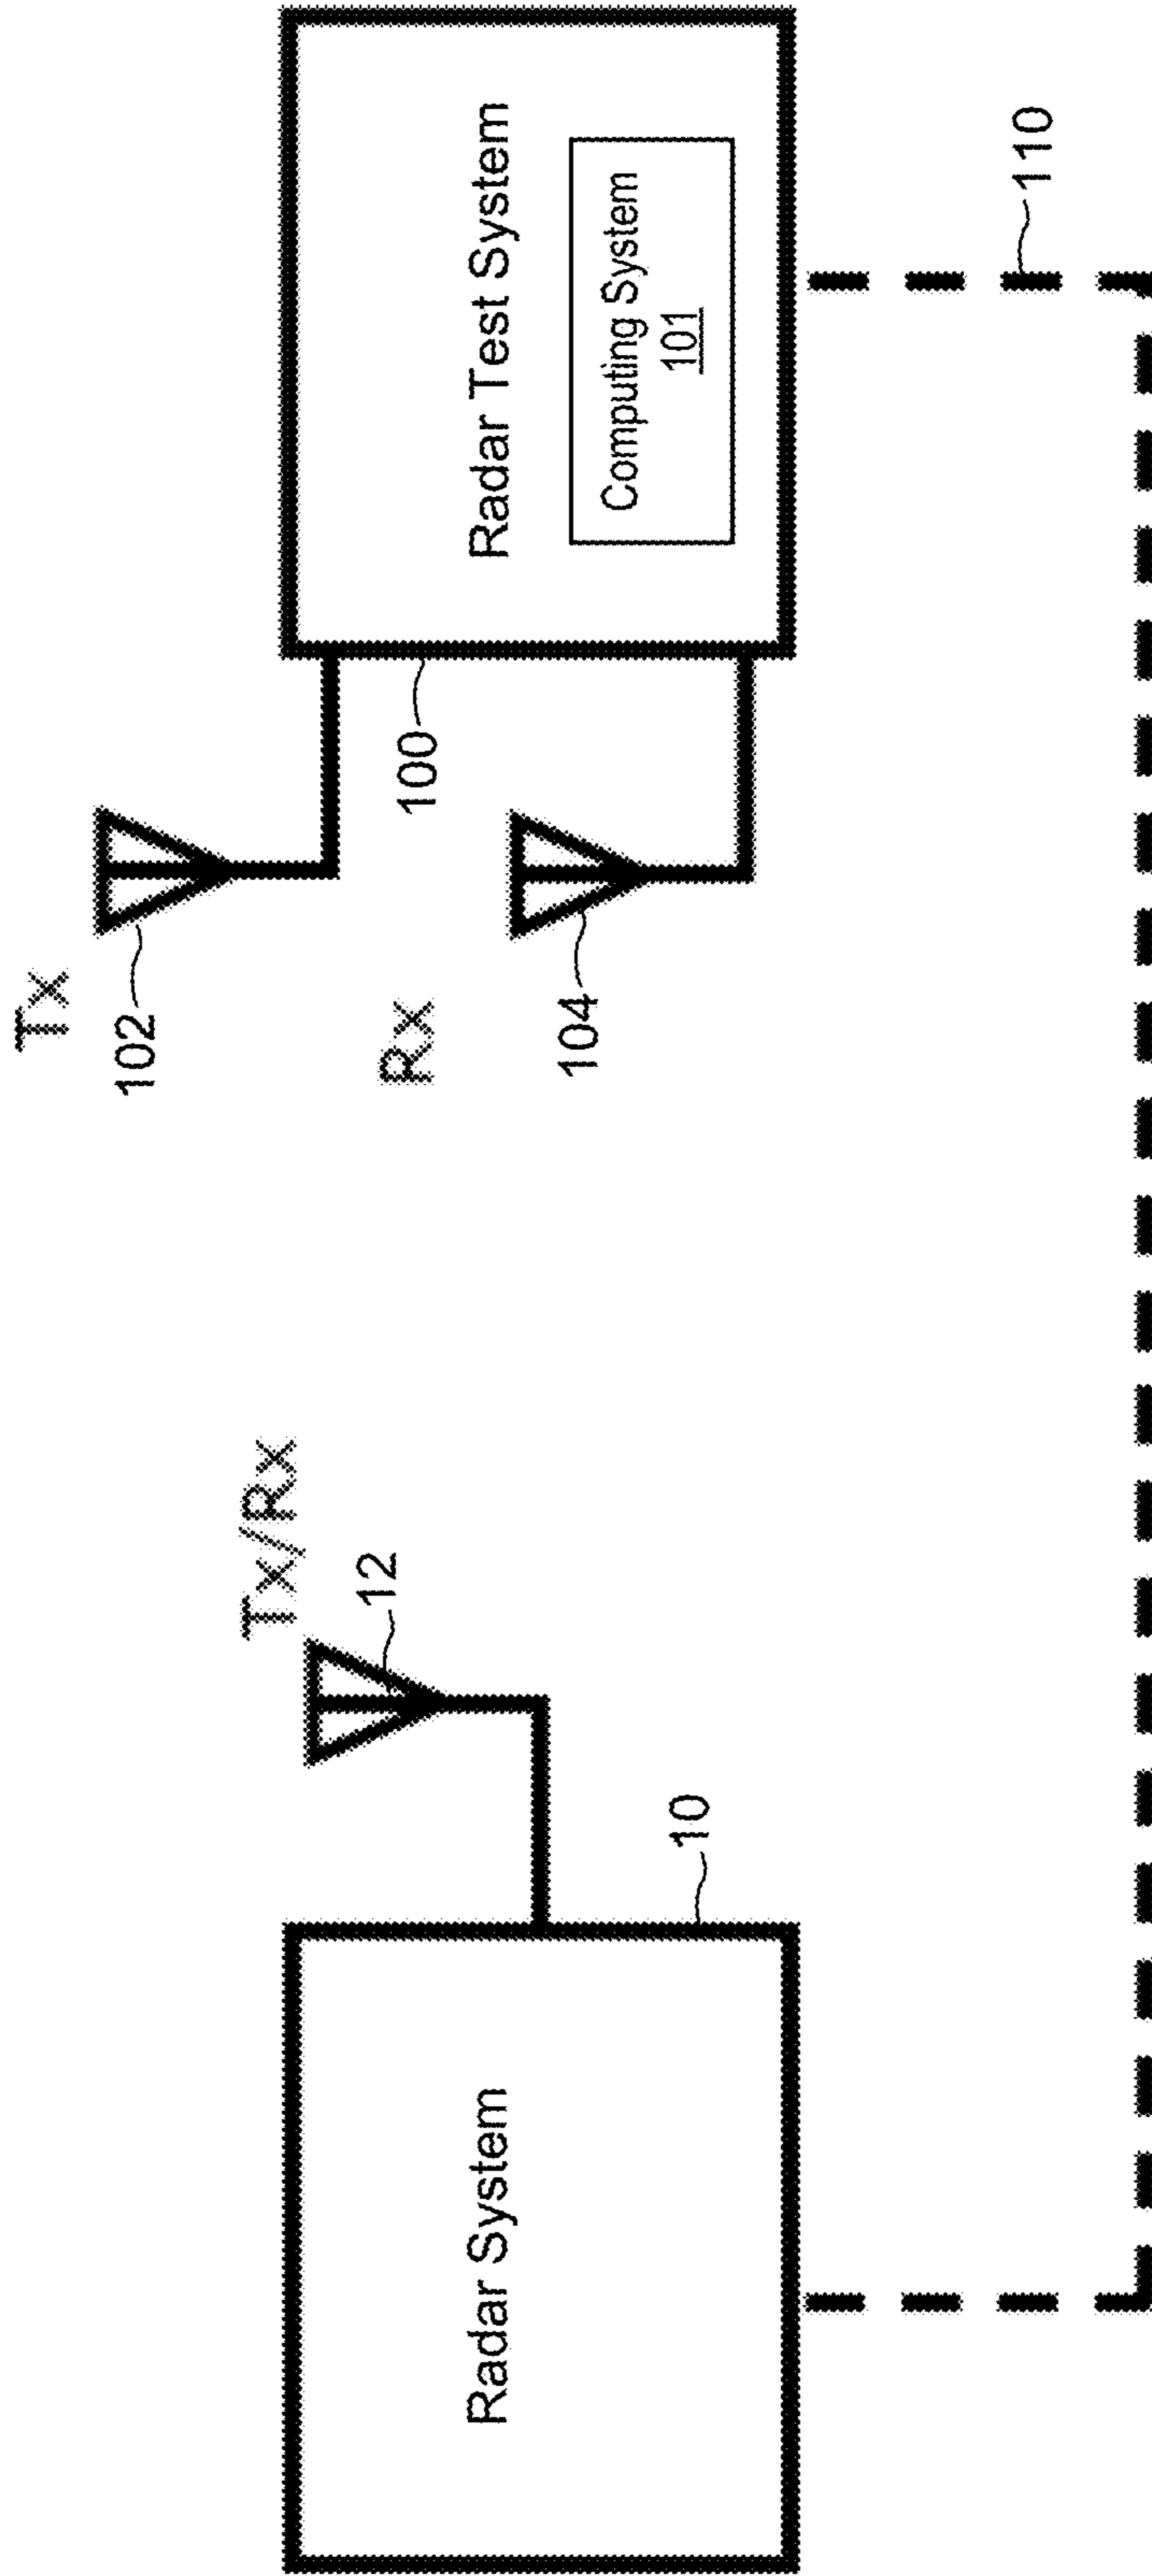 Radar System
10
12
Tx/Rx
Tx
102
Rx
104
100
Radar Test System
Computing System
101
110